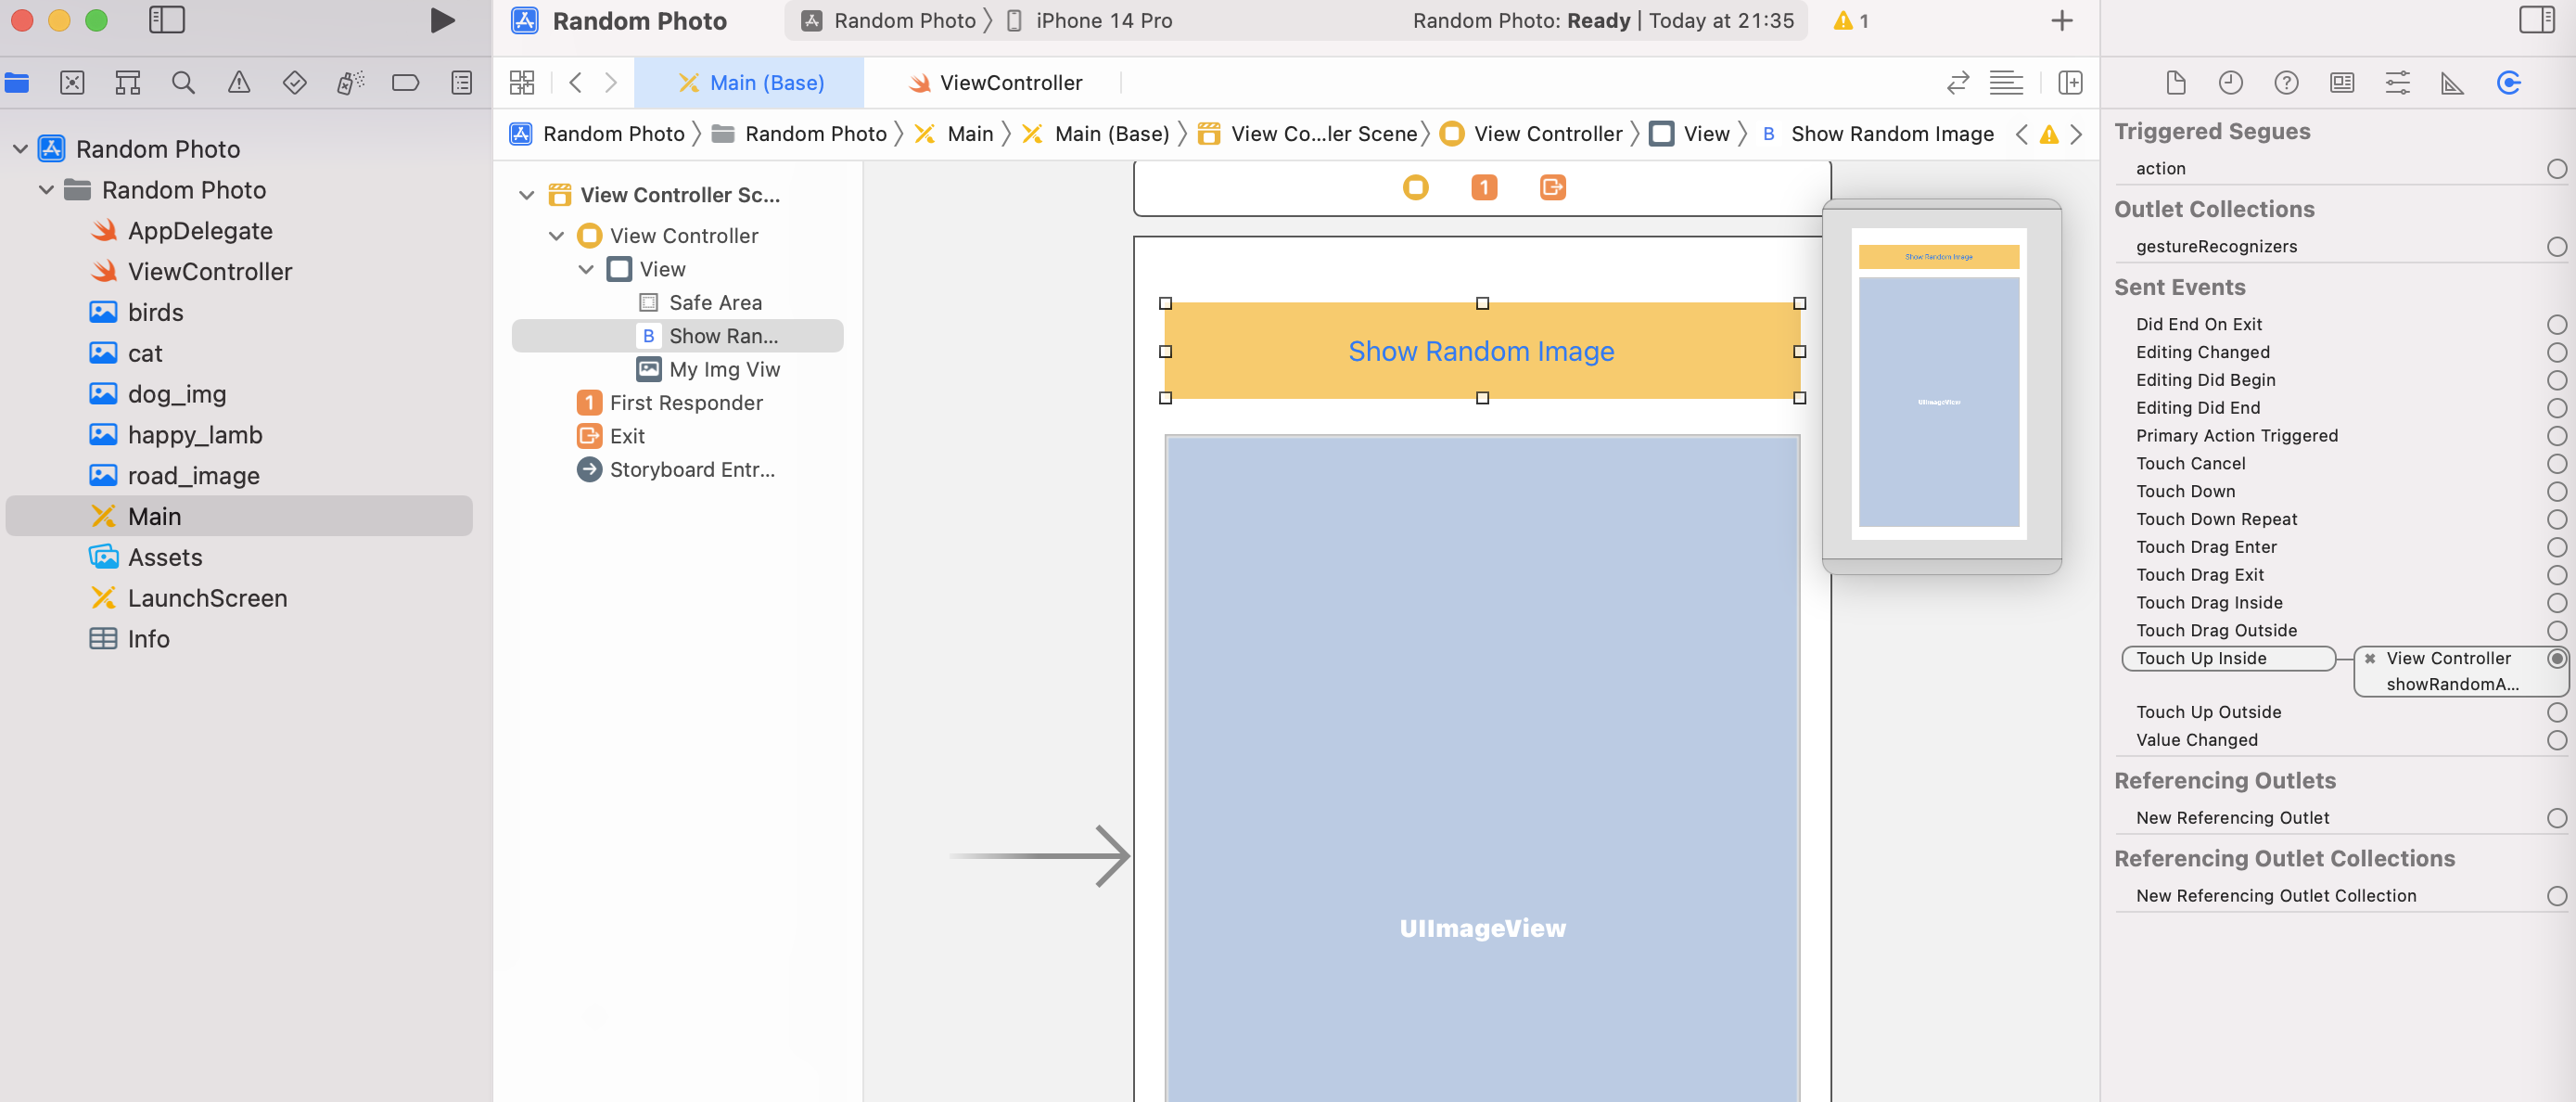 Random Photo
Random Photo
iPhone 14 Pro
Random Photo: Ready | Today at 21:35
1
Main (Base)
ViewController
Random Photo
Random Photo
Main
Main (Base)
View Co...ler Scene
View Controller
View
B
Show Random Image
Random Photo
Random Photo
AppDelegate
ViewController
birds
cat
dog_img
happy_lamb
road_image
Main
Assets
LaunchScreen
Info
View Controller Sc...
View Controller
View
Safe Area
B
Show Ran...
My Img Viw
1
First Responder
Exit
Storyboard Entr...
1
Show Random Image
UIImageView
Show Random Image
UIImageView
Triggered Segues
action
Outlet Collections
gestureRecognizers
Sent Events
Did End On Exit
Editing Changed
Editing Did Begin
Editing Did End
Primary Action Triggered
Touch Cancel
Touch Down
Touch Down Repeat
Touch Drag Enter
Touch Drag Exit
Touch Drag Inside
Touch Drag Outside
Touch Up Inside
View Controller
showRandomA...
Touch Up Outside
Value Changed
Referencing Outlets
New Referencing Outlet
Referencing Outlet Collections
New Referencing Outlet Collection